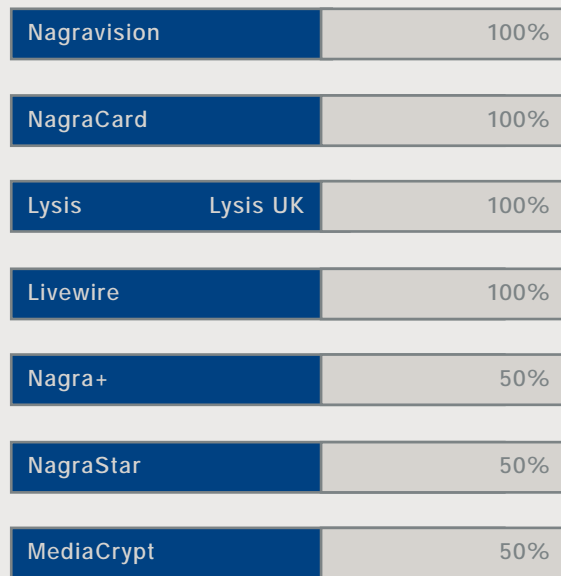 Nagravision 100%
NagraCard 100%
Lysis Lysis UK 100%
Livewire 100%
Nagra+ 50%
NagraStar 50%
MediaCrypt 50%